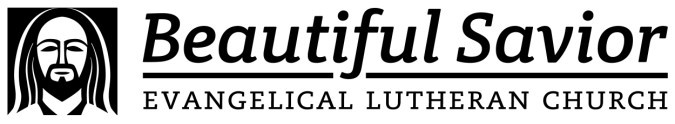 Beautiful Savior
EVANGELICAL LUTHERAN CHURCH